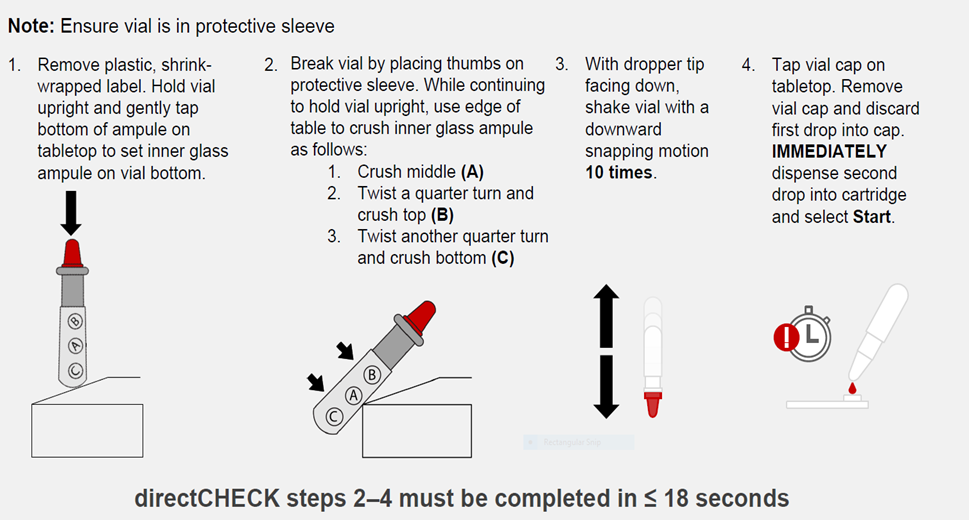 Note: Ensure vial is in protective sleeve
1. Remove plastic, shrink-
wrapped label. Hold vial
upright and gently tap
bottom of ampule on
tabletop to set inner glass
ampule on vial bottom.
2. Break vial by placing thumbs on
protective sleeve. While continuing
to hold vial upright, use edge of
table to crush inner glass ampule
as follows:
1. Crush middle (A)
2. Twist a quarter turn and
crush top (B)
3. Twist another quarter turn
and crush bottom (C)
3. With dropper tip
facing down,
shake vial with a
downward
snapping motion
10 times.
4. Tap vial cap on
tabletop. Remove
vial cap and discard
first drop into cap.
IMMEDIATELY
dispense second
drop into cartridge
and select Start.
B
A
C
B
A
C
Rectangular Snip
directCHECK steps 2–4 must be completed in ≤ 18 seconds